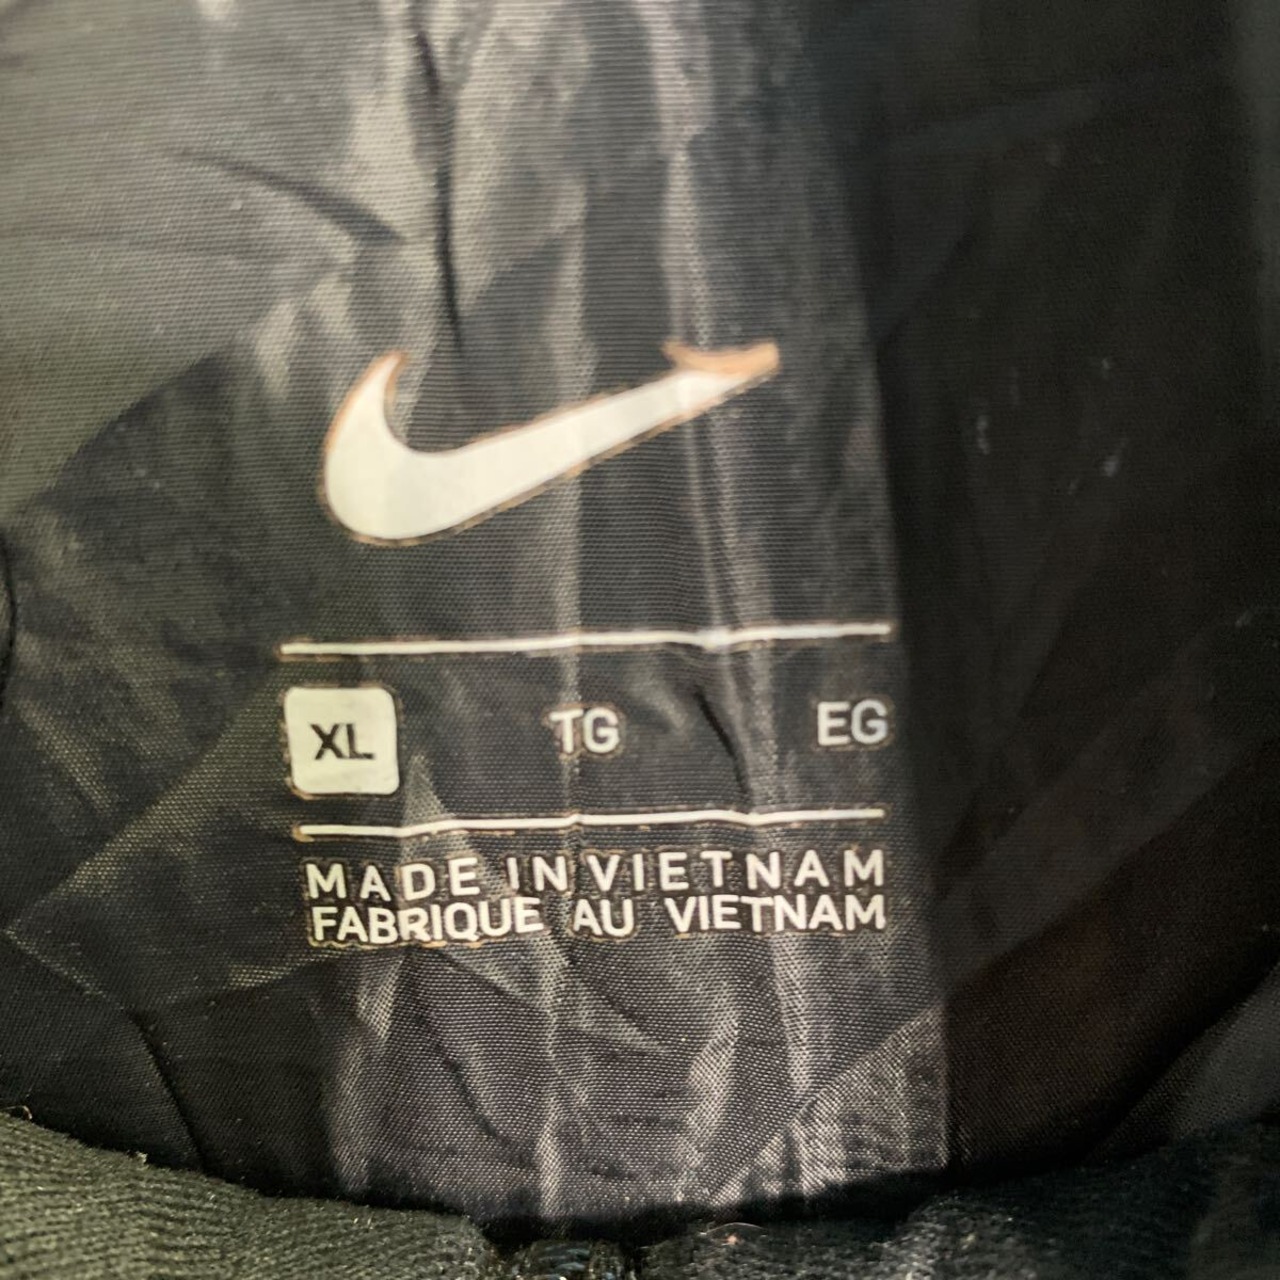 XL TG EG
MADE IN VIETNAM
FABRIQUE AU VIETNAM